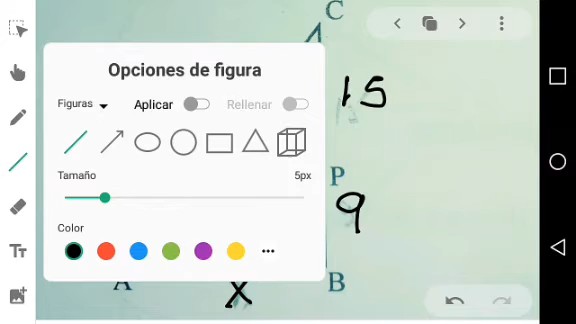 C
Opciones de figura
Figuras Aplicar Rellenar
15
Tamaño 5px
P
9
Color
A B
x